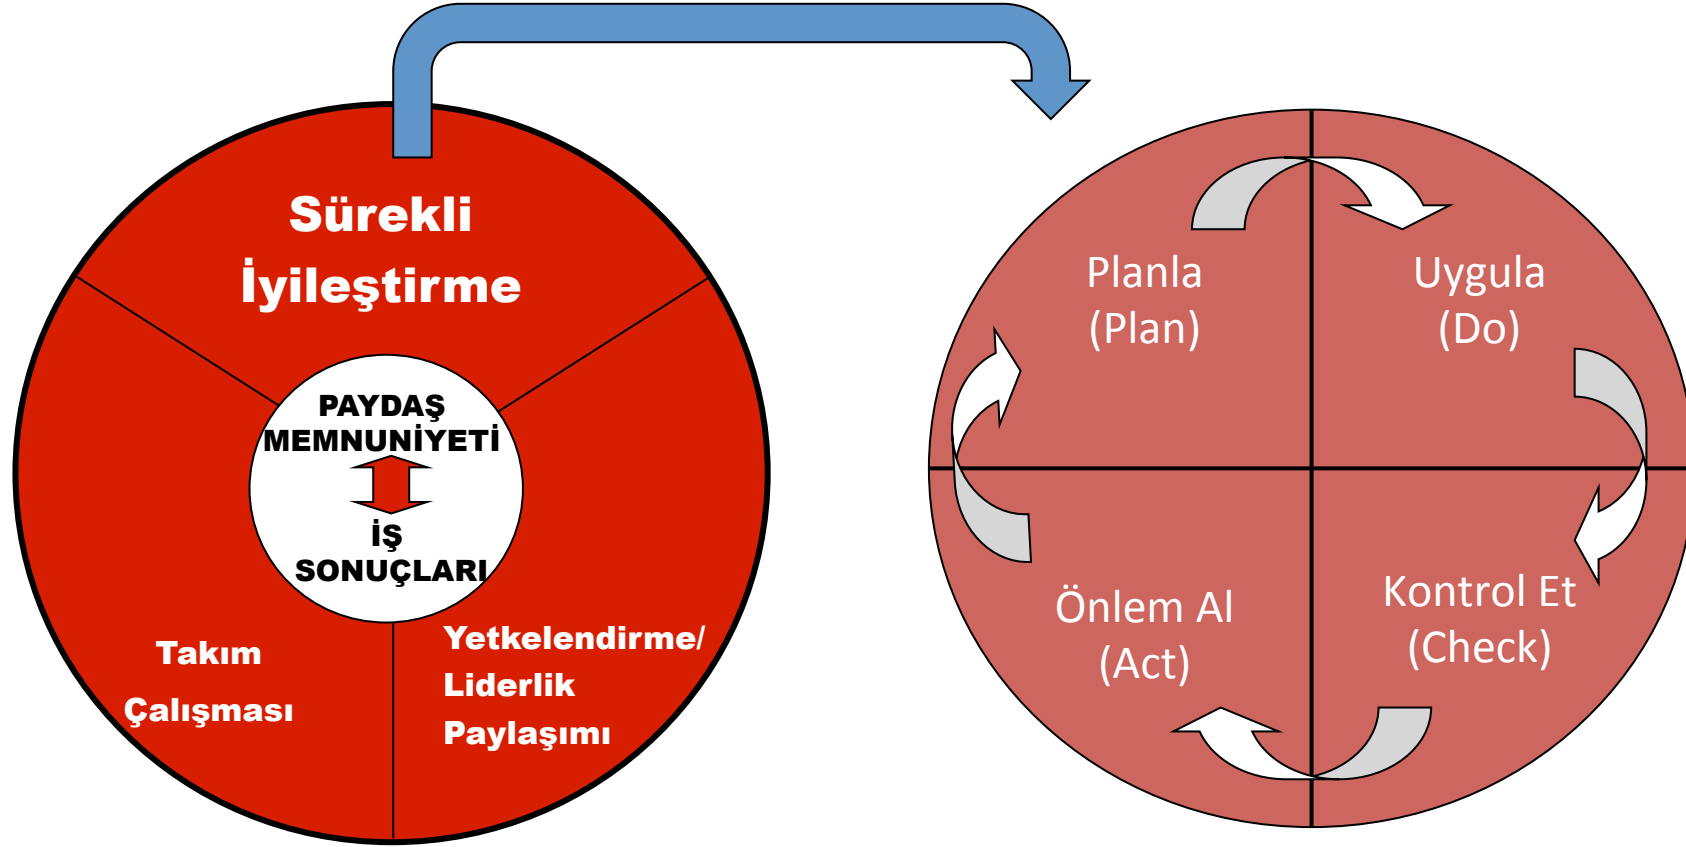 Sürekli
İyileştirme
PAYDAŞ
MEMNUNİYETİ
İŞ
SONUÇLARI
Takım
Çalışması
Yetkelendirme/
Liderlik
Paylaşımı
Planla
(Plan)
Uygula
(Do)
Önlem Al
(Act)
Kontrol Et
(Check)